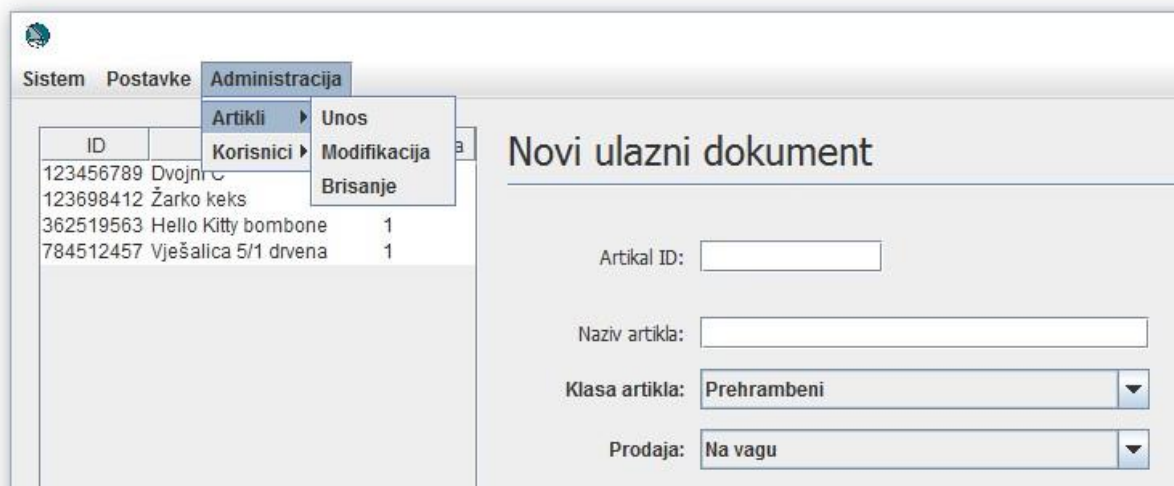 Sistem Postavke Administracija
Artikli Unos
Korisnici Modifikacija
Brisanje
ID
123456789 Dvojni C
123698412 Žarko keks
362519563 Hello Kitty bombone 1
784512457 Vješalica 5/1 drvena 1
Novi ulazni dokument
Artikal ID:
Naziv artikla:
Klasa artikla: Prehrambeni
Prodaja: Na vagu